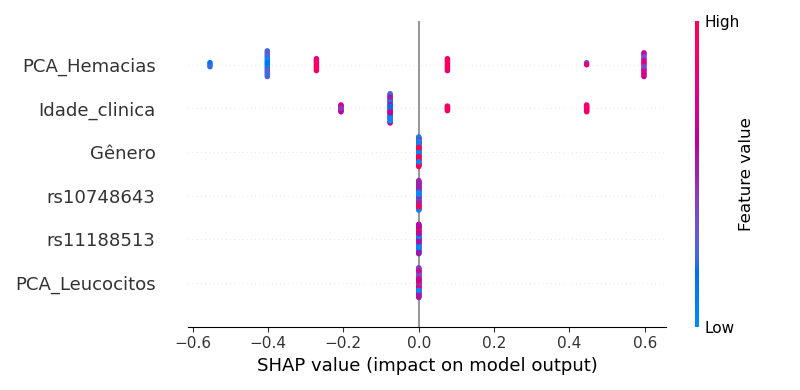 High
PCA_Hemacias
Idade_clinica
Gênero
rs10748643
rs11188513
PCA_Leucocitos
Feature value
Low
−0.6 −0.4 −0.2 0.0 0.2 0.4 0.6
SHAP value (impact on model output)